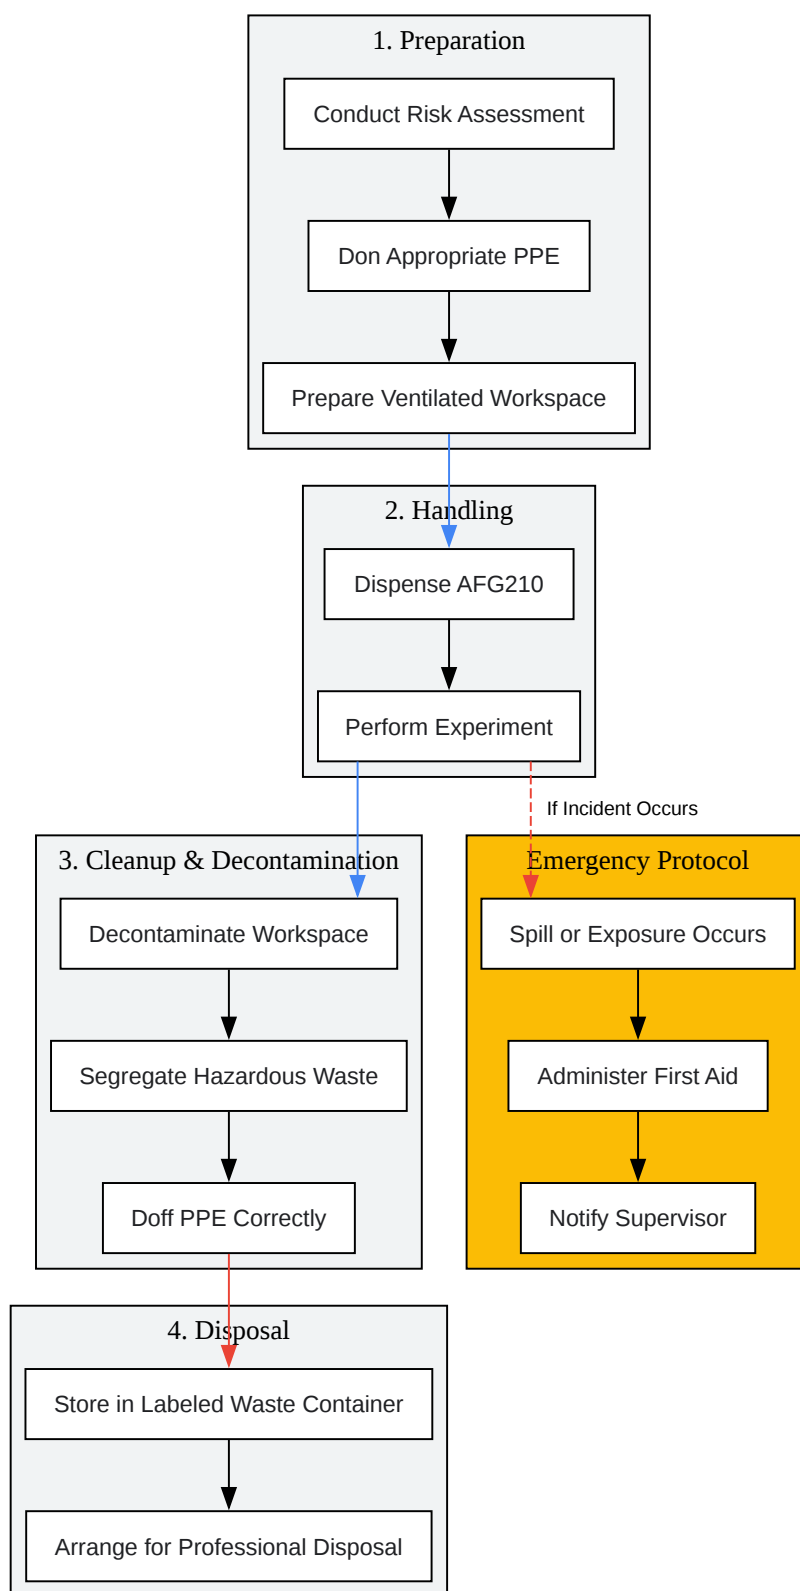 1. Preparation
Conduct Risk Assessment
Don Appropriate PPE
Prepare Ventilated Workspace
2. Handling
Dispense AFG210
Perform Experiment
If Incident Occurs
3. Cleanup & Decontamination
Decontaminate Workspace
Segregate Hazardous Waste
Doff PPE Correctly
Emergency Protocol
Spill or Exposure Occurs
Administer First Aid
Notify Supervisor
4. Disposal
Store in Labeled Waste Container
Arrange for Professional Disposal